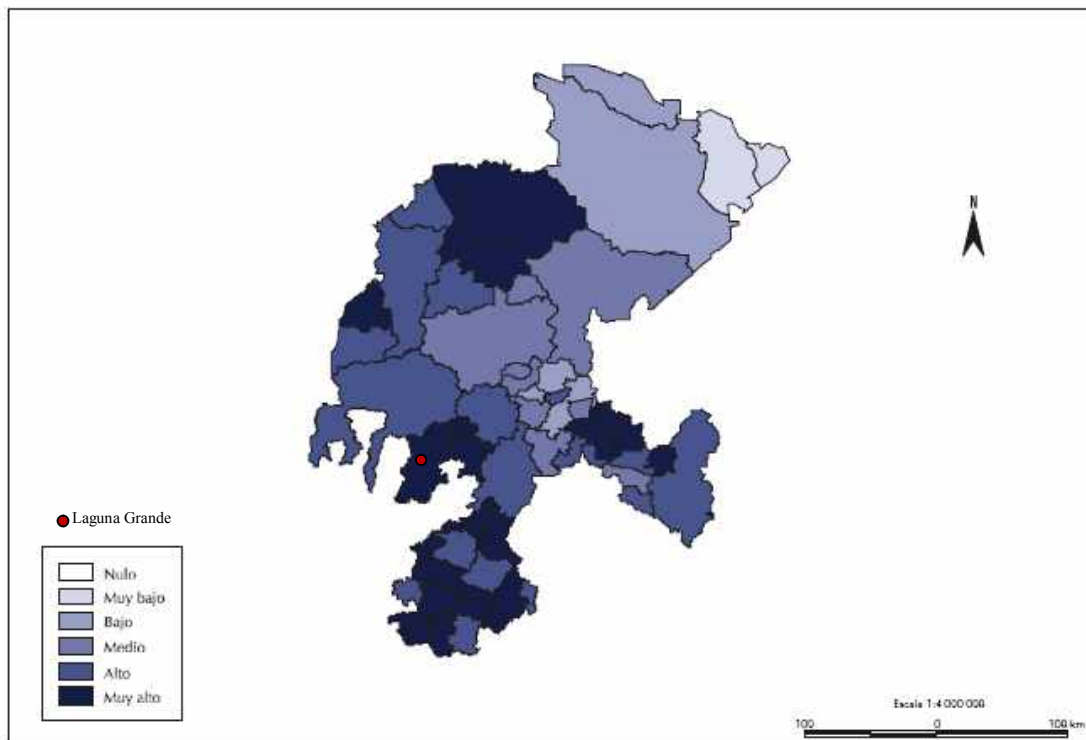 N
Laguna Grande
Nulo
Muy bajo
Bajo
Medio
Alto
Muy alto
Escala 1:4 000 000
100 0 100 km